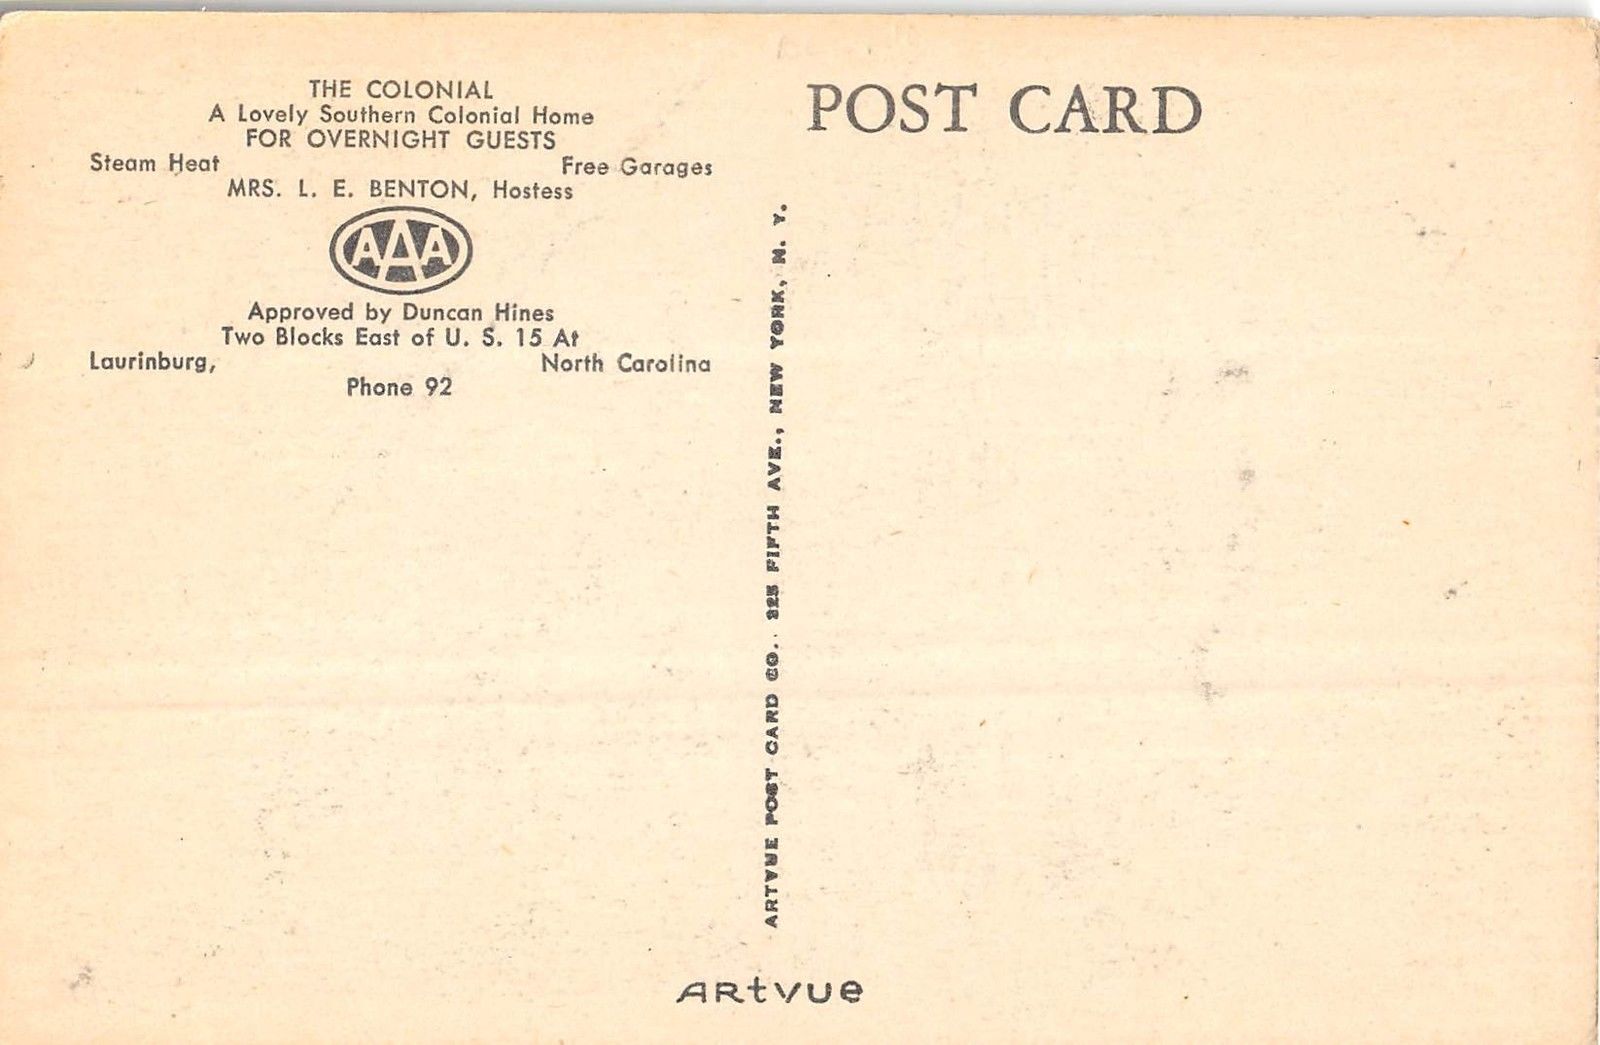 THE COLONIAL
A Lovely Southern Colonial Home
FOR OVERNIGHT GUESTS
Steam Heat Free Garages
MRS. L. E. BENTON, Hostess
AAA
Approved by Duncan Hines
Two Blocks East of U. S. 15 At
Laurinburg, North Carolina
Phone 92
POST CARD
ARTVUE POST CARD CO. 225 FIFTH AVE., NEW YORK, N. Y.
ARtvue